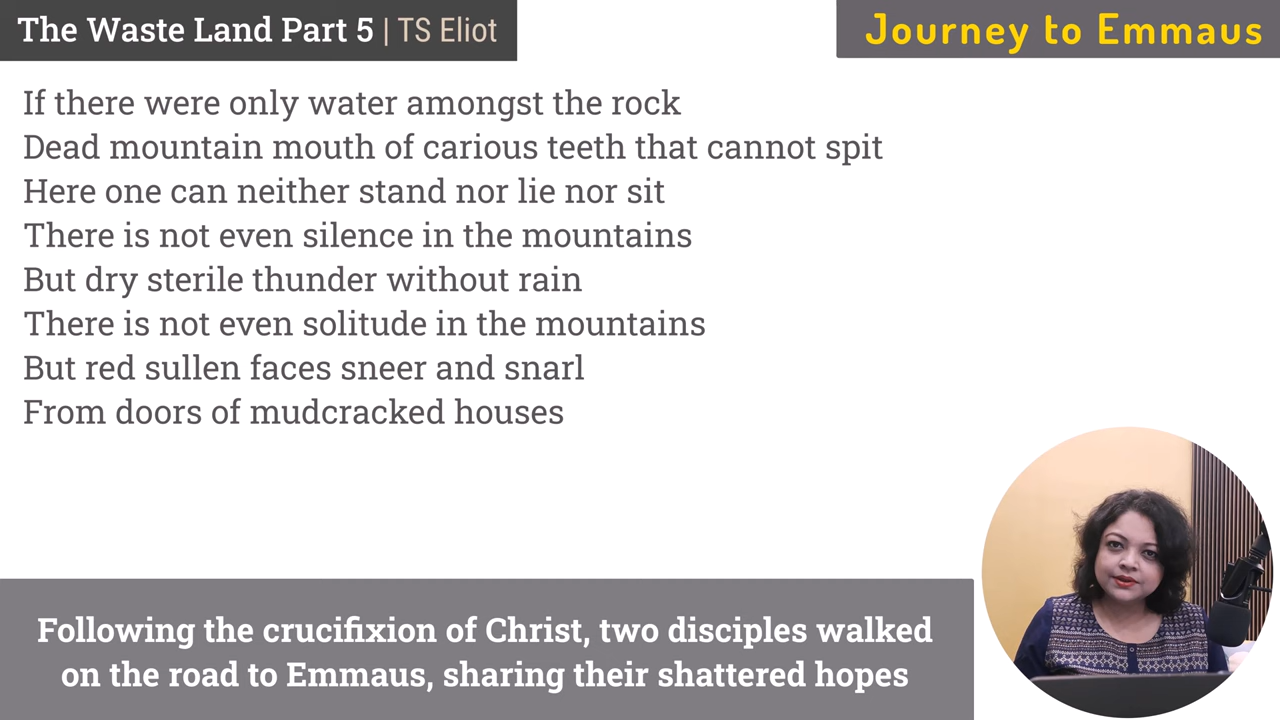 The Waste Land Part 5 | TS Eliot
Journey to Emmaus
If there were only water amongst the rock
Dead mountain mouth of carious teeth that cannot spit
Here one can neither stand nor lie nor sit
There is not even silence in the mountains
But dry sterile thunder without rain
There is not even solitude in the mountains
But red sullen faces sneer and snarl
From doors of mudcracked houses
Following the crucifixion of Christ, two disciples walked
on the road to Emmaus, sharing their shattered hopes